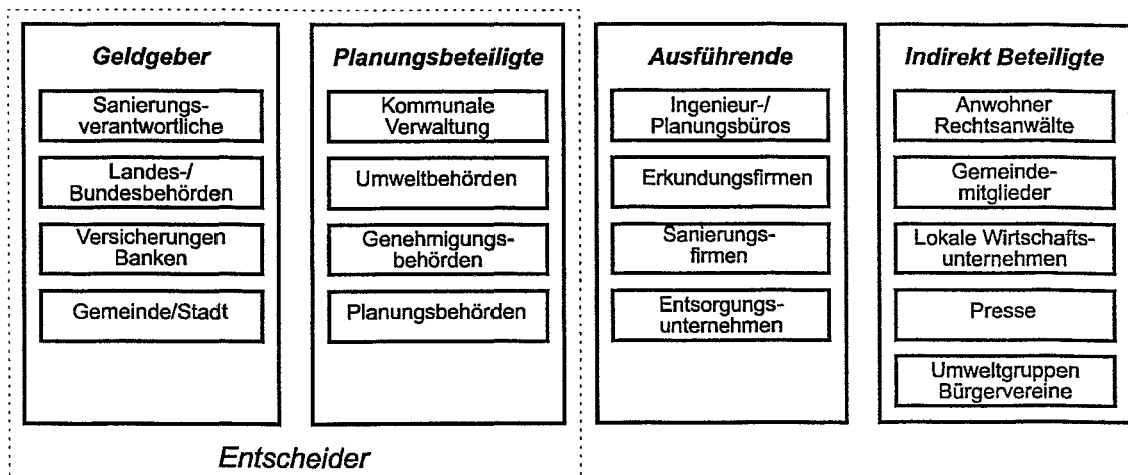 Geldgeber
Sanierungs-
verantwortliche
Landes-/
Bundesbehörden
Versicherungen
Banken
Gemeinde/Stadt
Planungsbeteiligte
Kommunale
Verwaltung
Umweltbehörden
Genehmigungs-
behörden
Planungsbehörden
Entscheider
Ausführende
Ingenieur-/
Planungsbüros
Erkundungsfirmen
Sanierungs-
firmen
Entsorgungs-
unternehmen
Indirekt Beteiligte
Anwohner
Rechtsanwälte
Gemeinde-
mitglieder
Lokale Wirtschafts-
unternehmen
Presse
Umweltgruppen
Bürgervereine